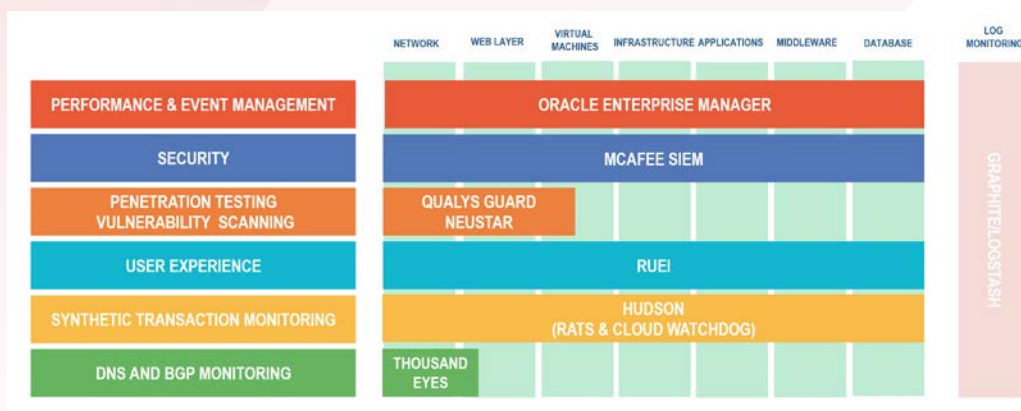 NETWORK
WEB LAYER
VIRTUAL
MACHINES
INFRASTRUCTURE
APPLICATIONS
MIDDLEWARE
DATABASE
LOG
MONITORING
PERFORMANCE & EVENT MANAGEMENT
ORACLE ENTERPRISE MANAGER
SECURITY
MCAFEE SIEM
PENETRATION TESTING
VULNERABILITY SCANNING
QUALYS GUARD
NEUSTAR
USER EXPERIENCE
RUEI
SYNTHETIC TRANSACTION MONITORING
HUDSON
(RATS & CLOUD WATCHDOG)
DNS AND BGP MONITORING
THOUSAND
EYES
GRAPHITE/LOGSTASH